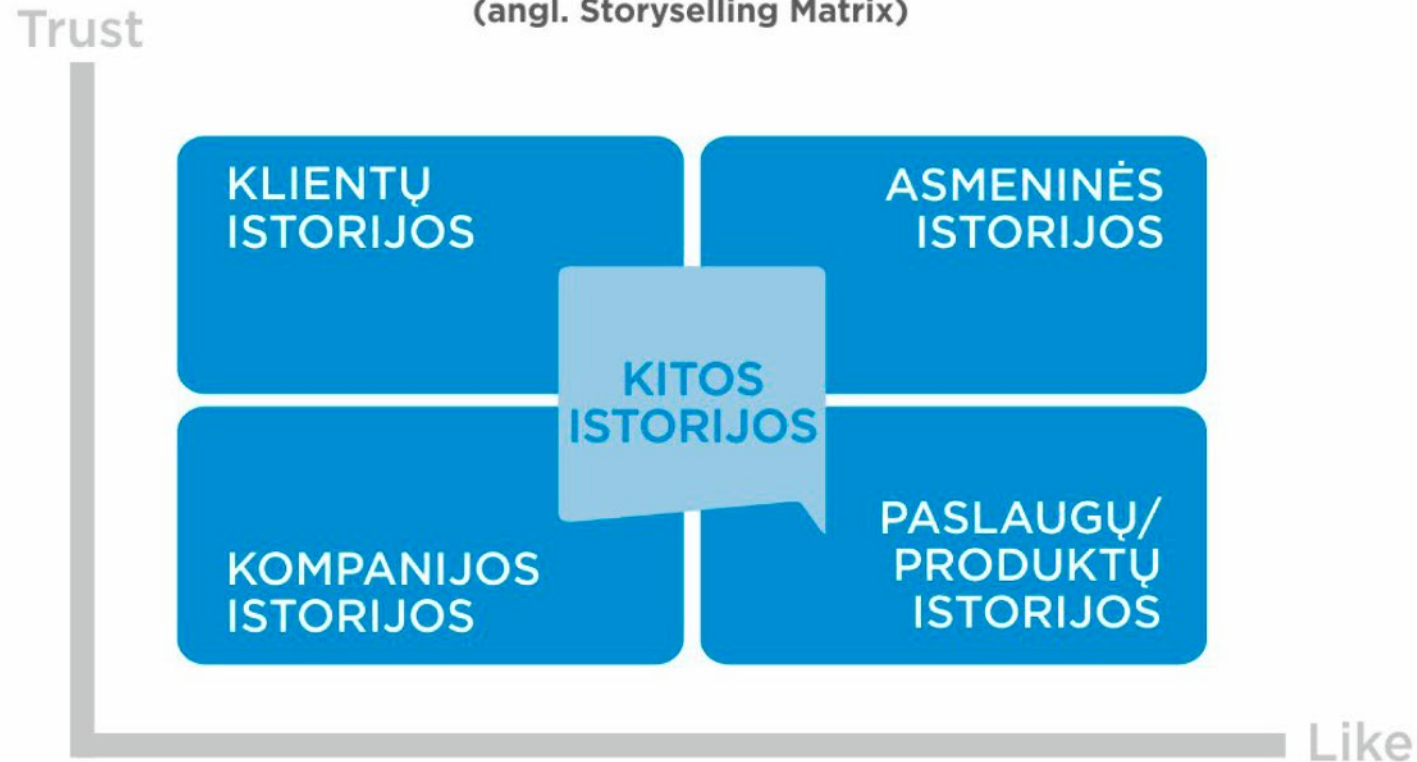 (angl. Storyselling Matrix)
Trust
KLIENTŲ
ISTORIJOS
ASMENINĖS
ISTORIJOS
KITOS
ISTORIJOS
KOMPANIJOS
ISTORIJOS
PASLAUGŲ/
PRODUKTŲ
ISTORIJOS
Like